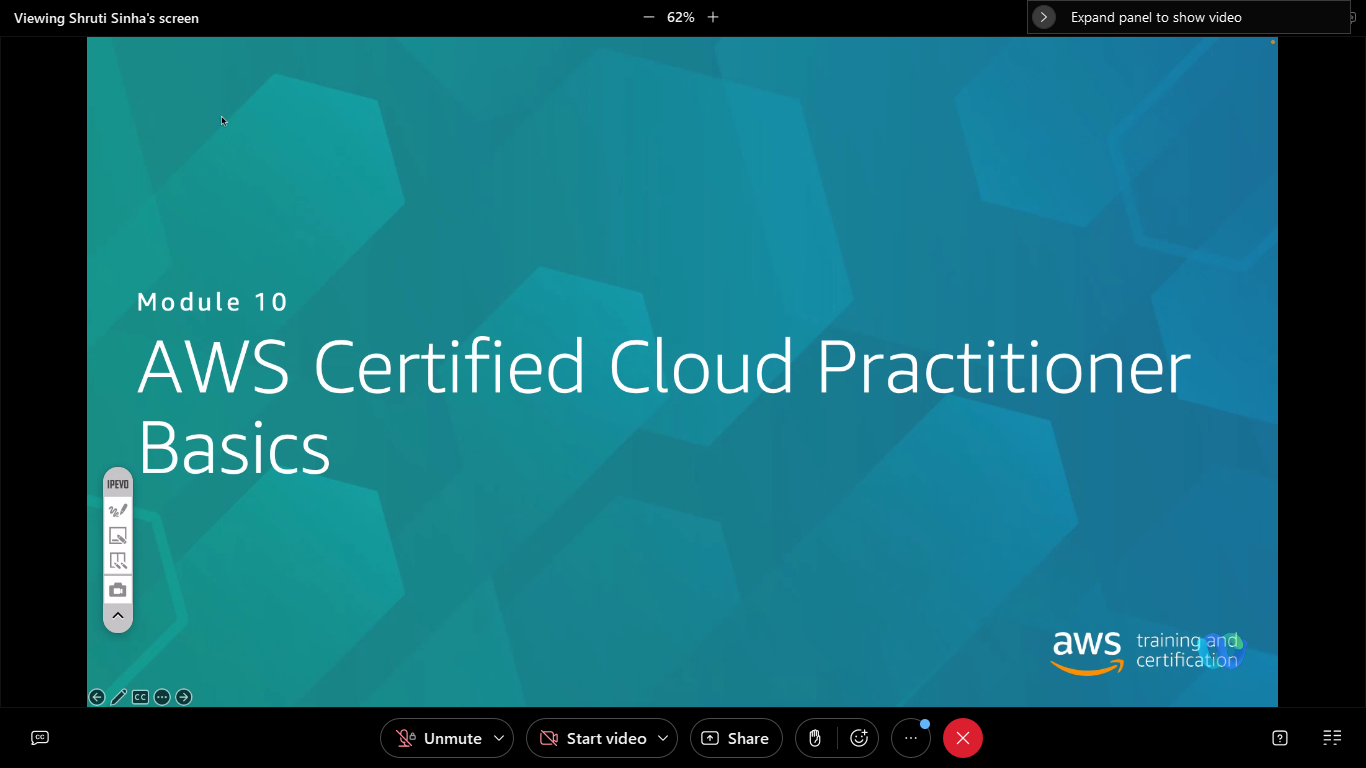 Viewing Shruti Sinha's screen
62%
Expand panel to show video
Module 10
AWS Certified Cloud Practitioner
Basics
IPEVO
aws training and
certification
CC
CC
Unmute
Start video
Share